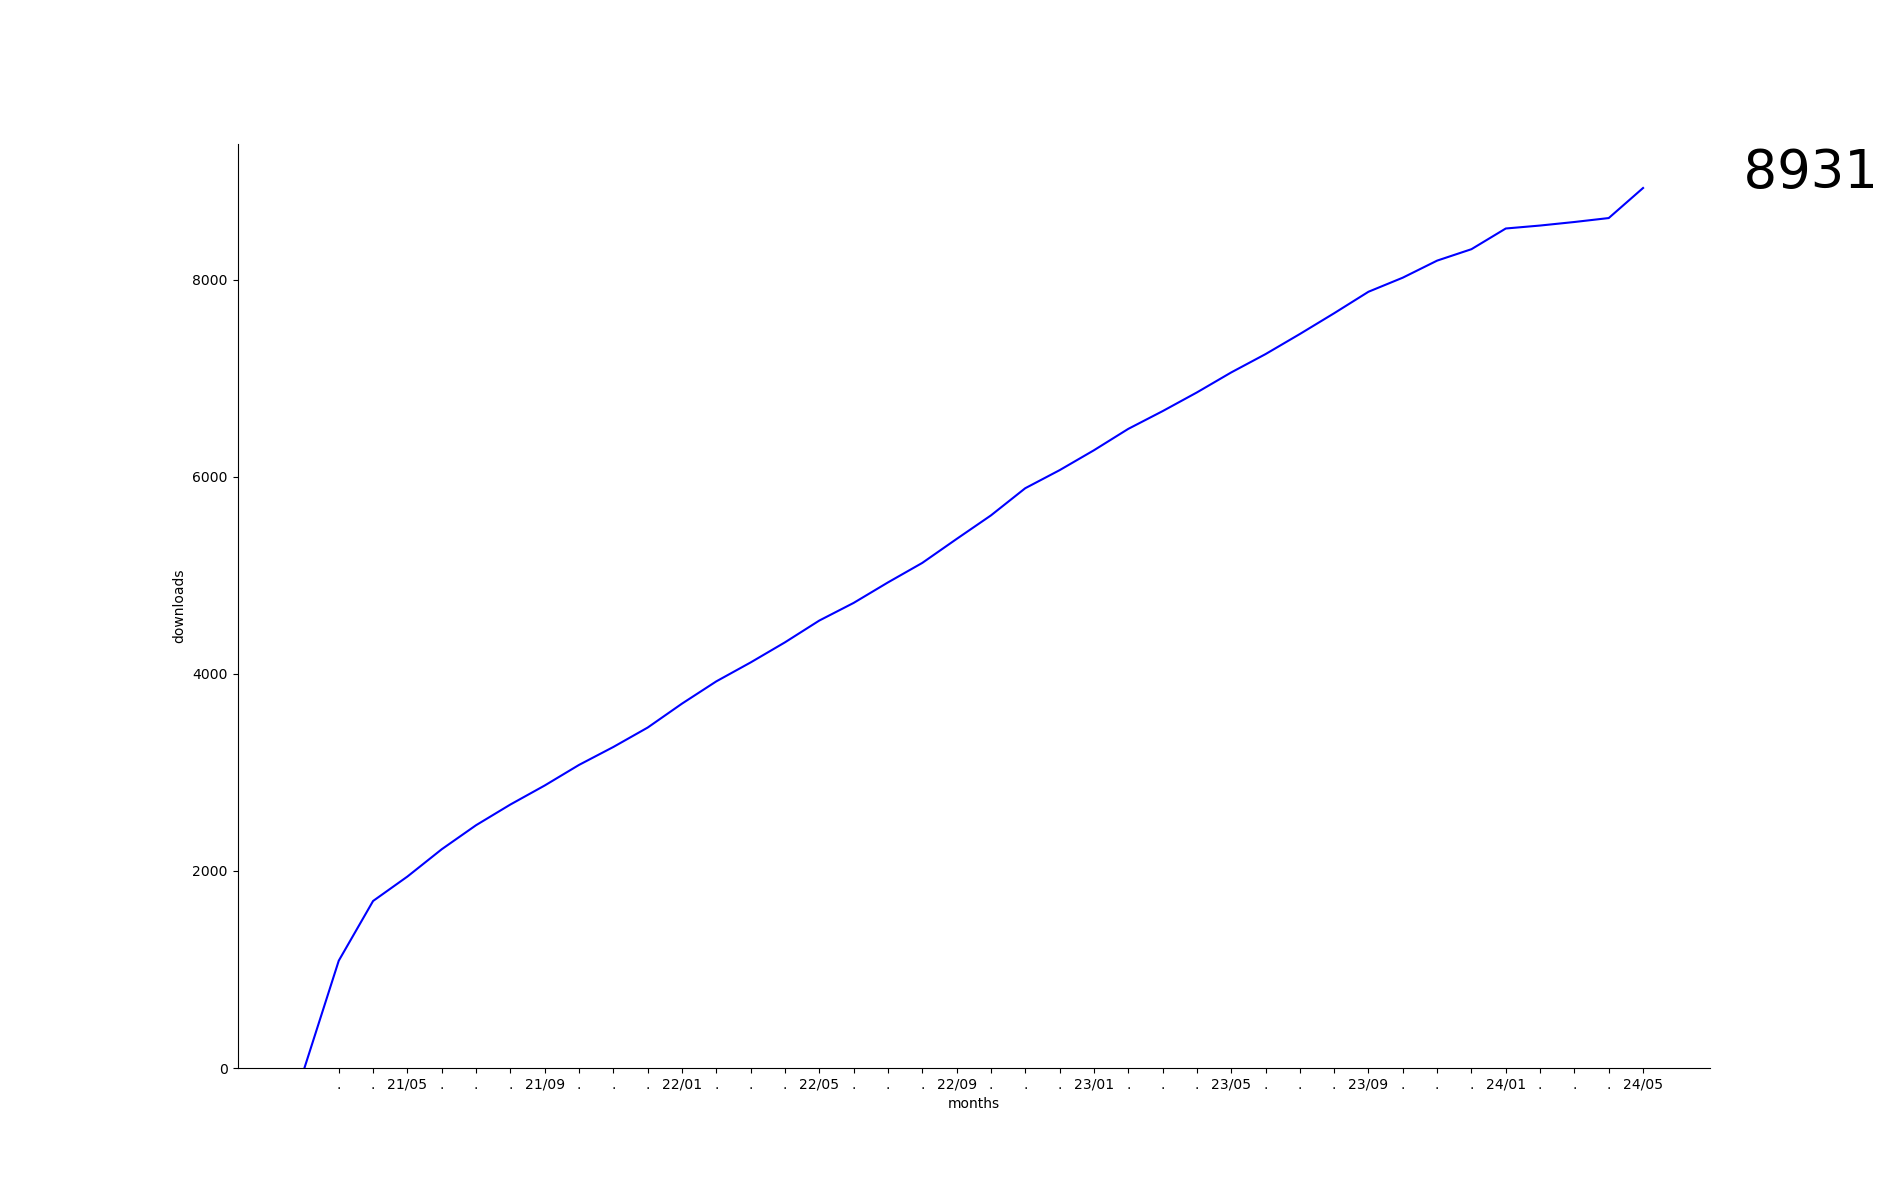 8931
8000
6000
downloads
4000
2000
0
. . 21/05 . . . 21/09 . . . 22/01 . . . 22/05 . . . 22/09 . . . 23/01 . . . 23/05 . . . 23/09 . . . 24/01 . . . 24/05
months